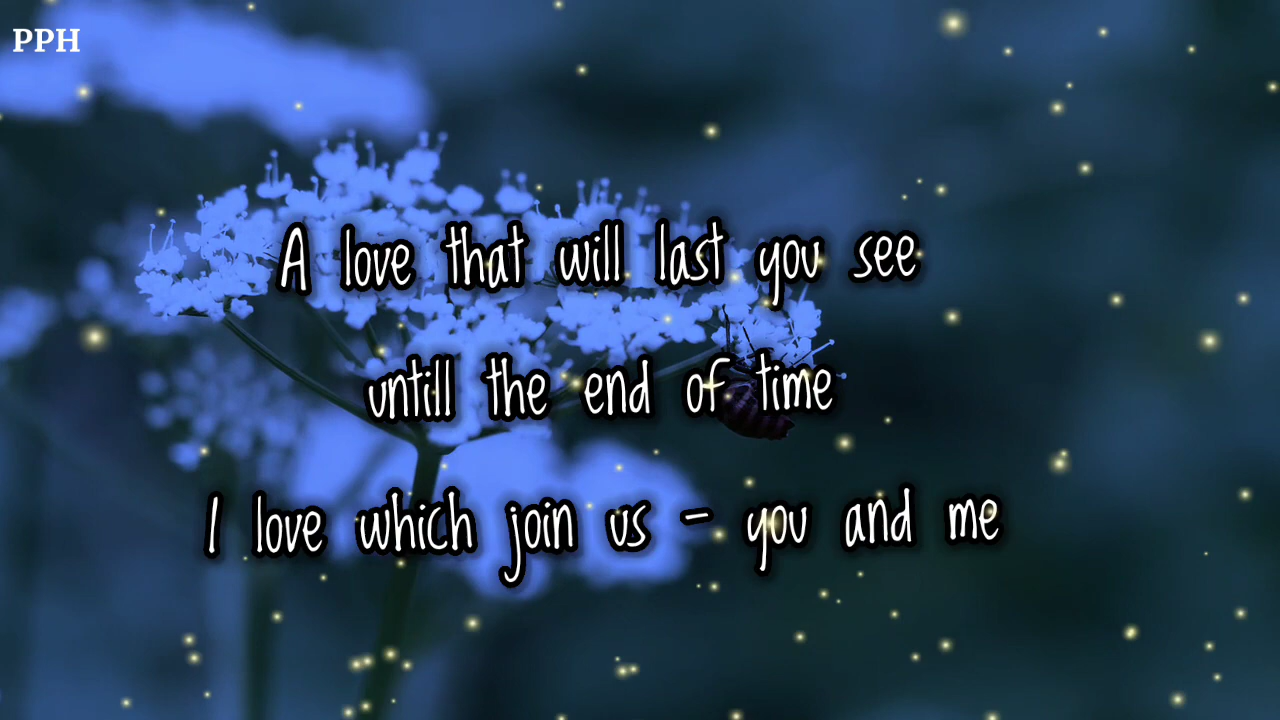 PPH
A love that will last you see
untill the end of time
I love which join us - you and me